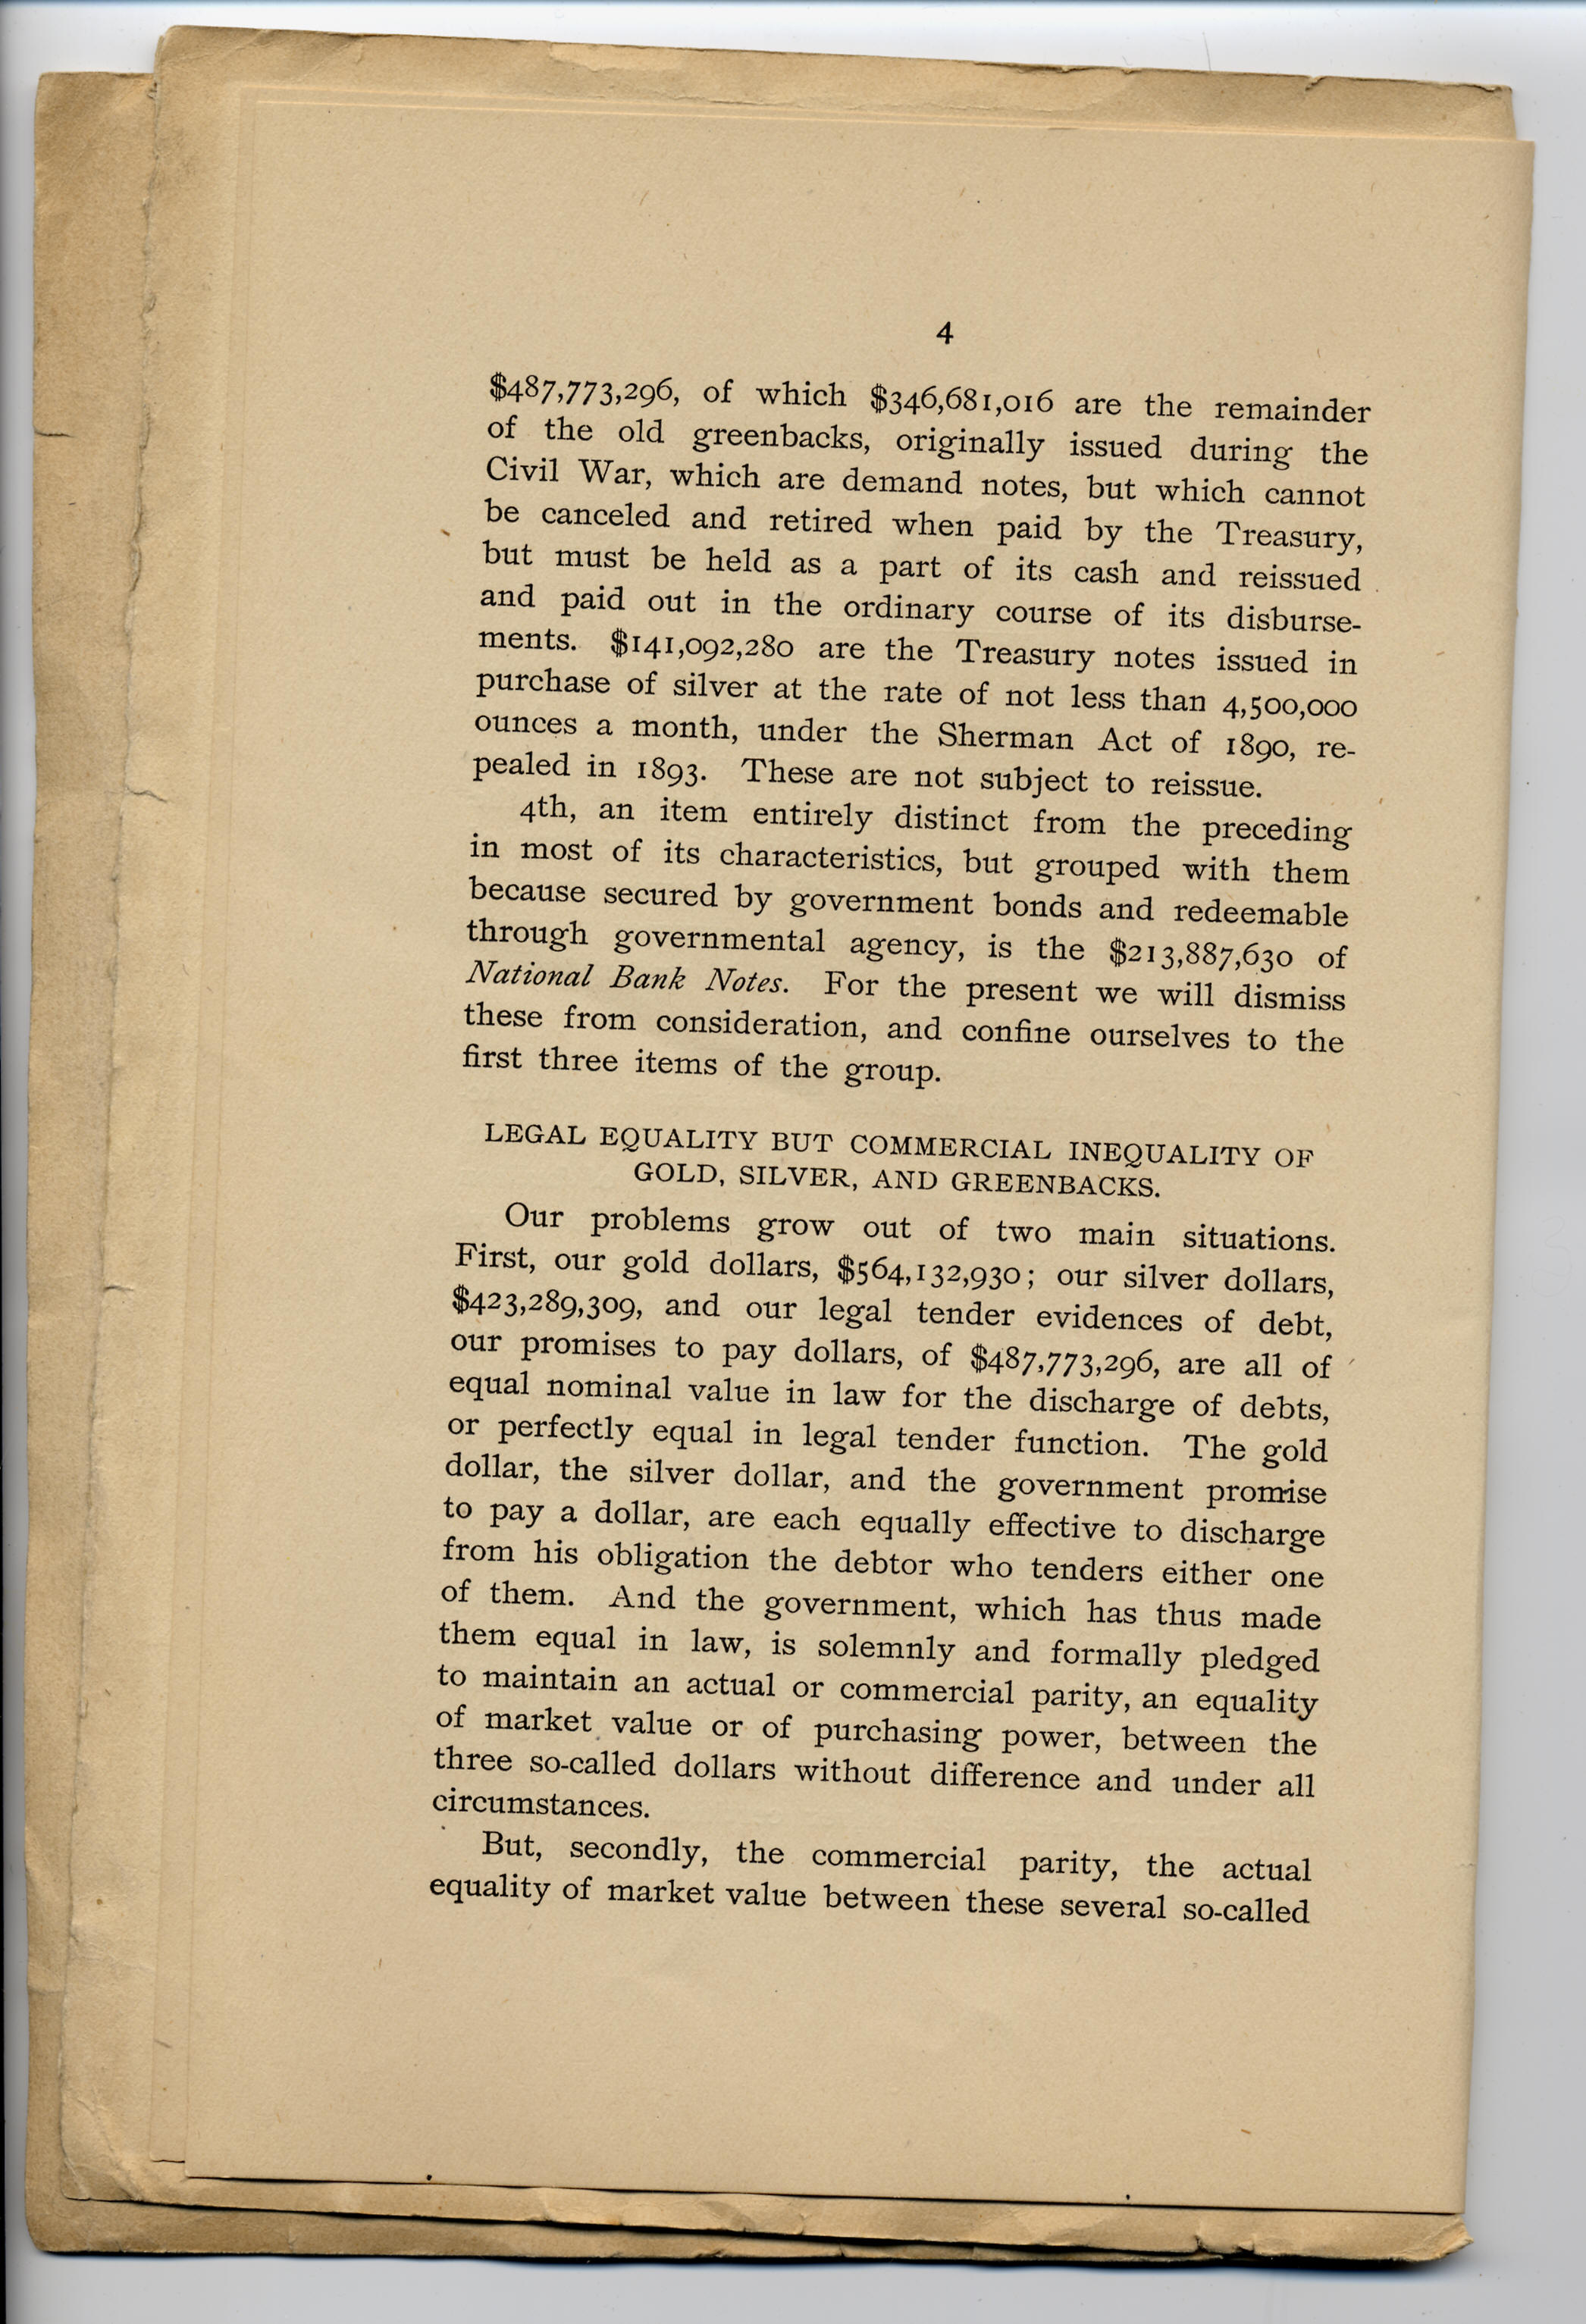 4
$487,773,296, of which $346,681,016 are the remainder
of the old greenbacks, originally issued during the
Civil War, which are demand notes, but which cannot
be canceled and retired when paid by the Treasury,
but must be held as a part of its cash and reissued
and paid out in the ordinary course of its disburse-
ments. $141,092,280 are the Treasury notes issued in
purchase of silver at the rate of not less than 4,500,000
ounces a month, under the Sherman Act of 1890, re-
pealed in 1893. These are not subject to reissue.
4th, an item entirely distinct from the preceding
in most of its characteristics, but grouped with them
because secured by government bonds and redeemable
through governmental agency, is the $213,887,630 of
National Bank Notes. For the present we will dismiss
these from consideration, and confine ourselves to the
first three items of the group.
LEGAL EQUALITY BUT COMMERCIAL INEQUALITY OF
GOLD, SILVER, AND GREENBACKS.
Our problems grow out of two main situations.
First, our gold dollars, $564,132,930; our silver dollars,
$423,289,309, and our legal tender evidences of debt,
our promises to pay dollars, of $487,773,296, are all of
equal nominal value in law for the discharge of debts,
or perfectly equal in legal tender function. The gold
dollar, the silver dollar, and the government promise
to pay a dollar, are each equally effective to discharge
from his obligation the debtor who tenders either one
of them. And the government, which has thus made
them equal in law, is solemnly and formally pledged
to maintain an actual or commercial parity, an equality
of market value or of purchasing power, between the
three so-called dollars without difference and under all
circumstances.
But, secondly, the commercial parity, the actual
equality of market value between these several so-called